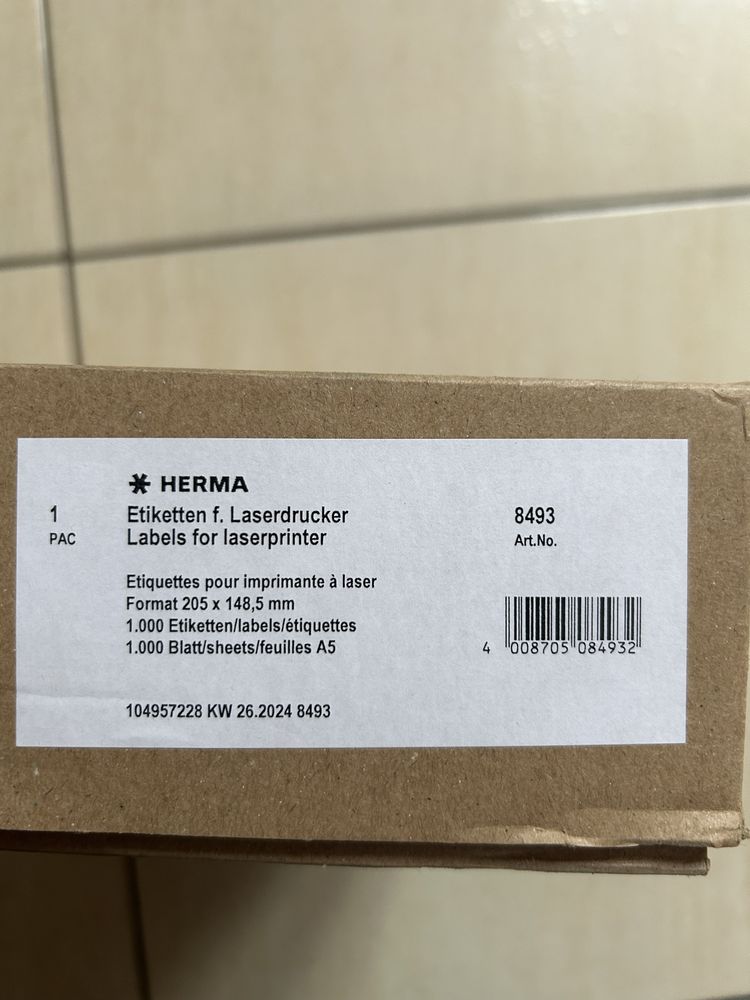 HERMA
1 Etiketten f. Laserdrucker 8493
PAC Labels for laserprinter Art.No.
Etiquettes pour imprimante à laser
Format 205 x 148,5 mm
1.000 Etiketten/labels/étiquettes
1.000 Blatt/sheets/feuilles A5
4 008705 084932
104957228 KW 26.2024 8493